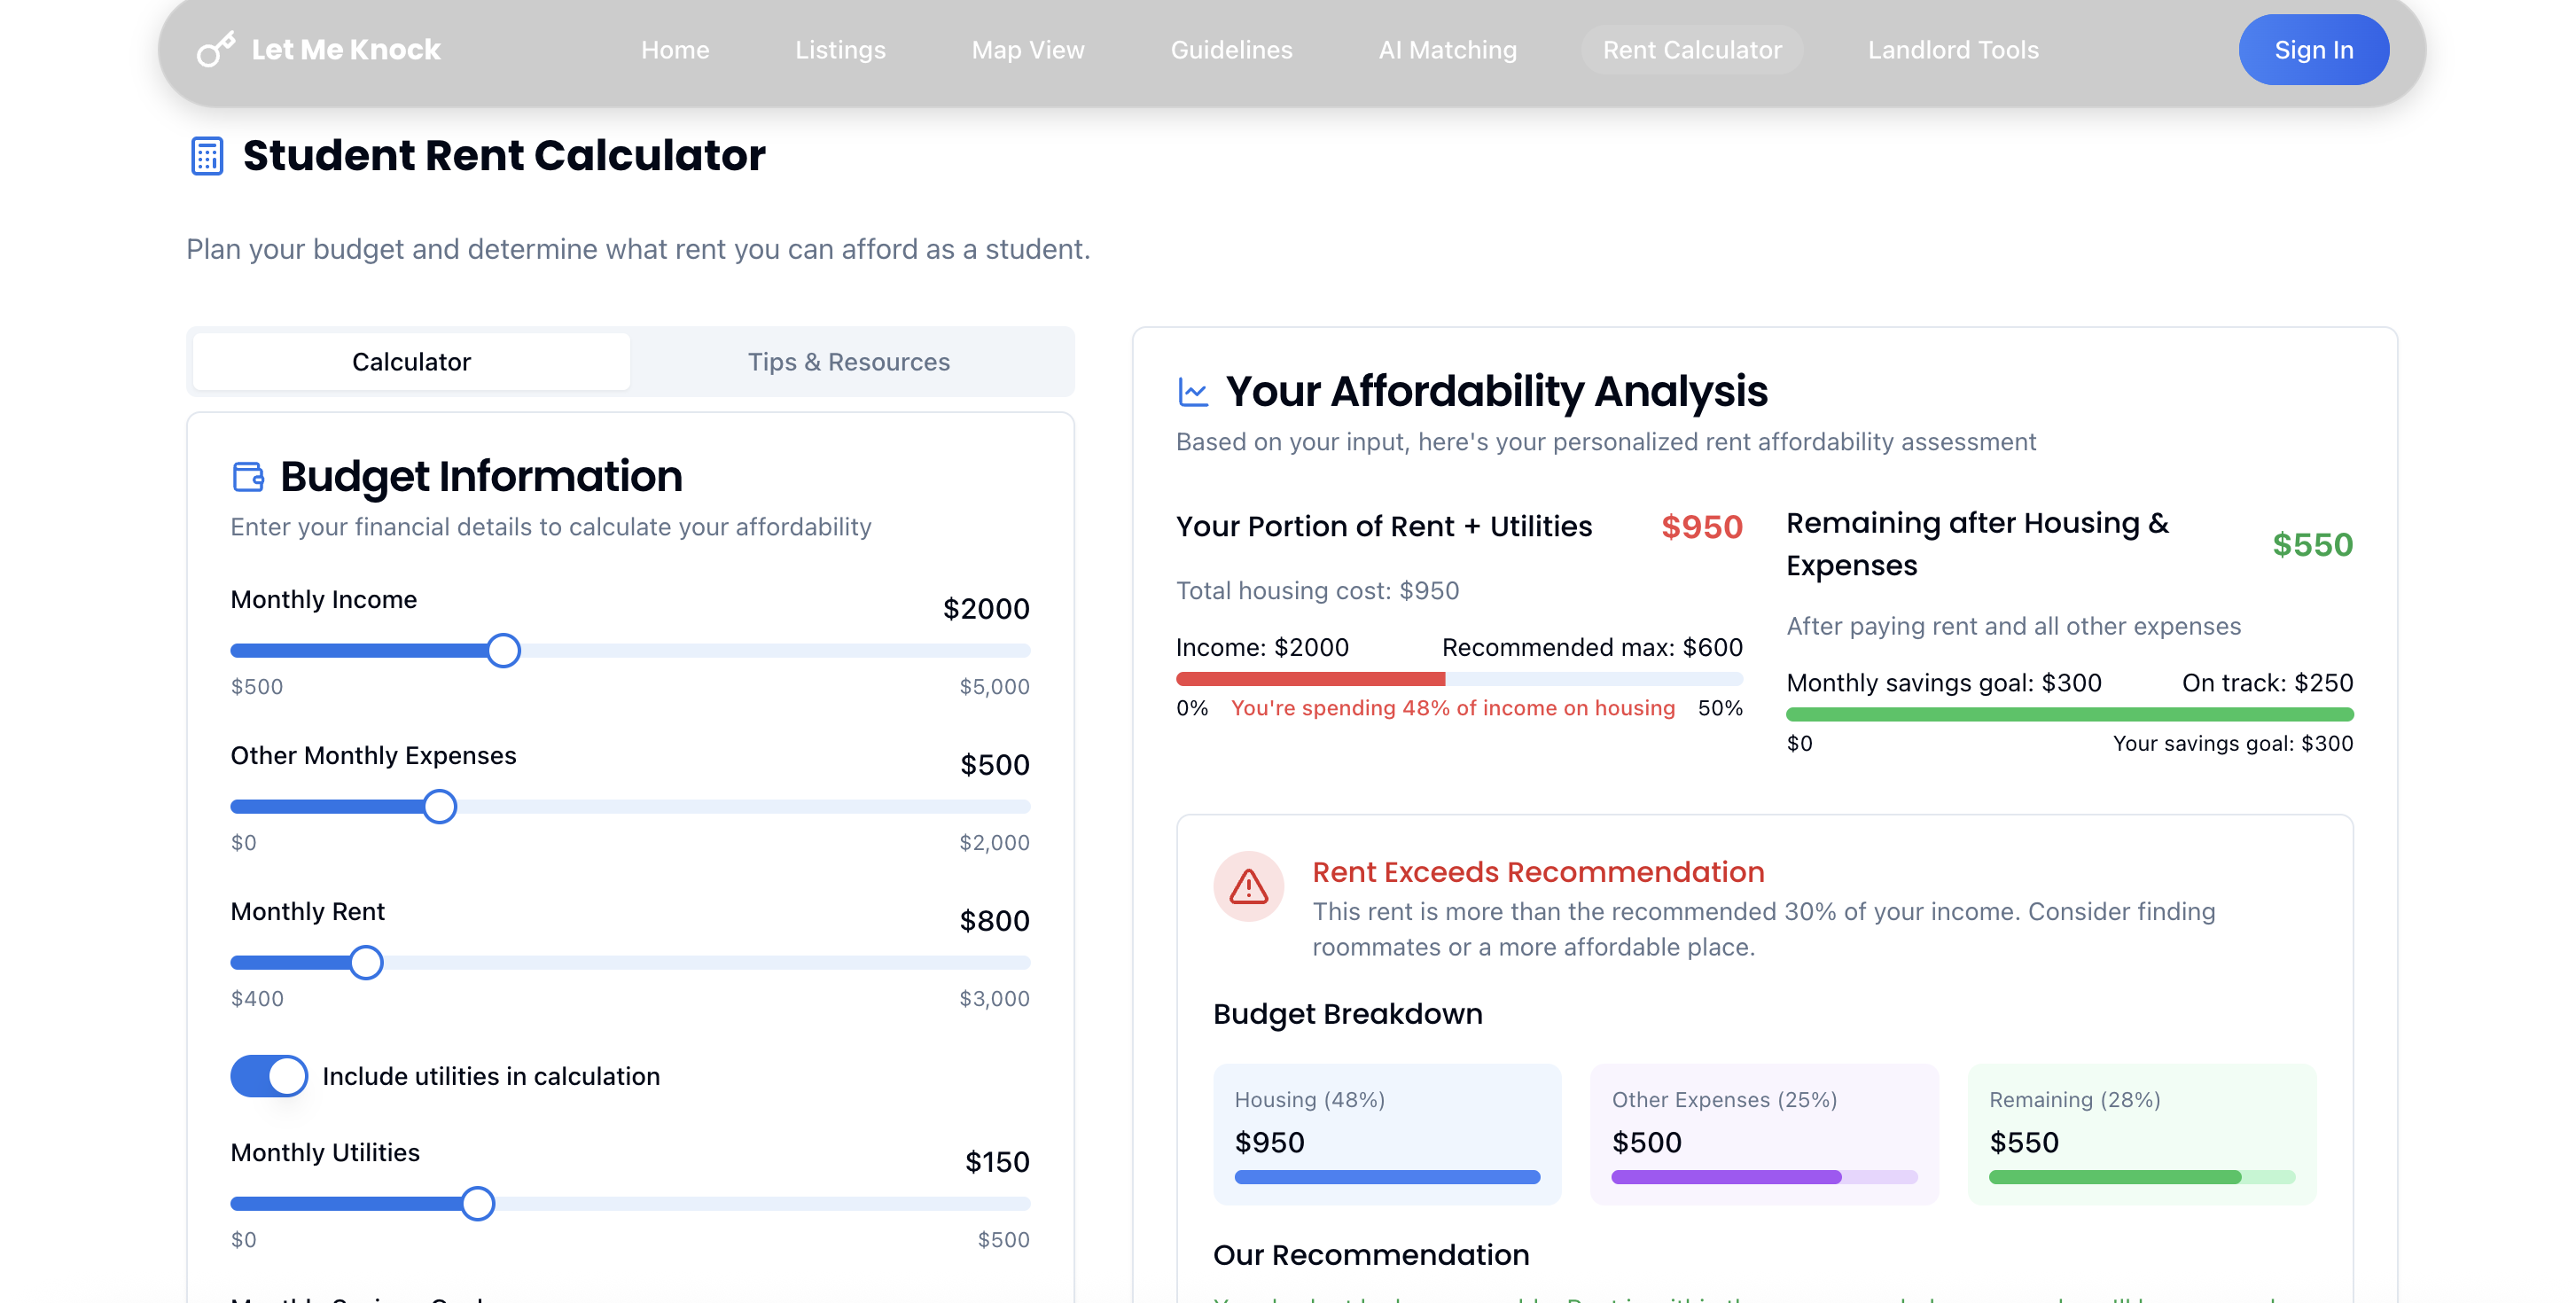 Let Me Knock
Home
Listings
Map View
Guidelines
AI Matching
Rent Calculator
Landlord Tools
Sign In
Student Rent Calculator
Plan your budget and determine what rent you can afford as a student.
Calculator
Tips & Resources
Budget Information
Enter your financial details to calculate your affordability
Monthly Income
$2000
$500
$5,000
Other Monthly Expenses
$500
$0
$2,000
Monthly Rent
$800
$400
$3,000
Include utilities in calculation
Monthly Utilities
$150
$0
$500
Your Affordability Analysis
Based on your input, here's your personalized rent affordability assessment
Your Portion of Rent + Utilities
$950
Total housing cost: $950
Income: $2000
Recommended max: $600
0%
You're spending 48% of income on housing
50%
Remaining after Housing &
Expenses
$550
After paying rent and all other expenses
Monthly savings goal: $300
On track: $250
$0
Your savings goal: $300
Rent Exceeds Recommendation
This rent is more than the recommended 30% of your income. Consider finding
roommates or a more affordable place.
Budget Breakdown
Housing (48%)
$950
Other Expenses (25%)
$500
Remaining (28%)
$550
Our Recommendation